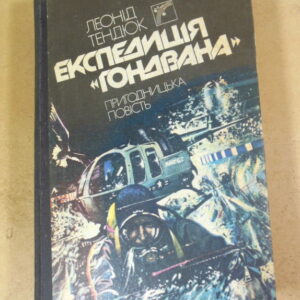 ЛЕОНІД
ТЕНДЮК
ЕКСПЕДИЦІЯ
«ГОНДВАНА»
ПРИГОДНИЦЬКА
ПОВІСТЬ